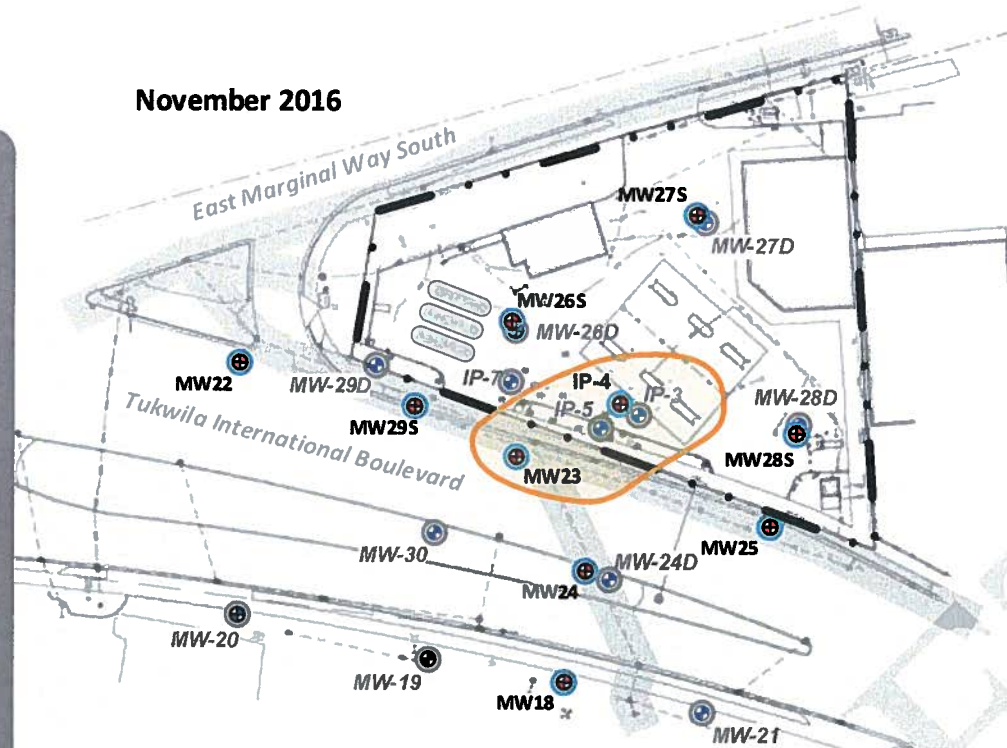 November 2016
East Marginal Way South
MW27S
MW-27D
MW26S
MW-26D
MW22
MW-29D
IP-7
IP-4
IP-3
IP-5
MW-28D
MW29S
MW28S
Tukwila International Boulevard
MW23
MW25
MW-30
MW24
MW-24D
MW-20
MW-19
MW18
MW-21